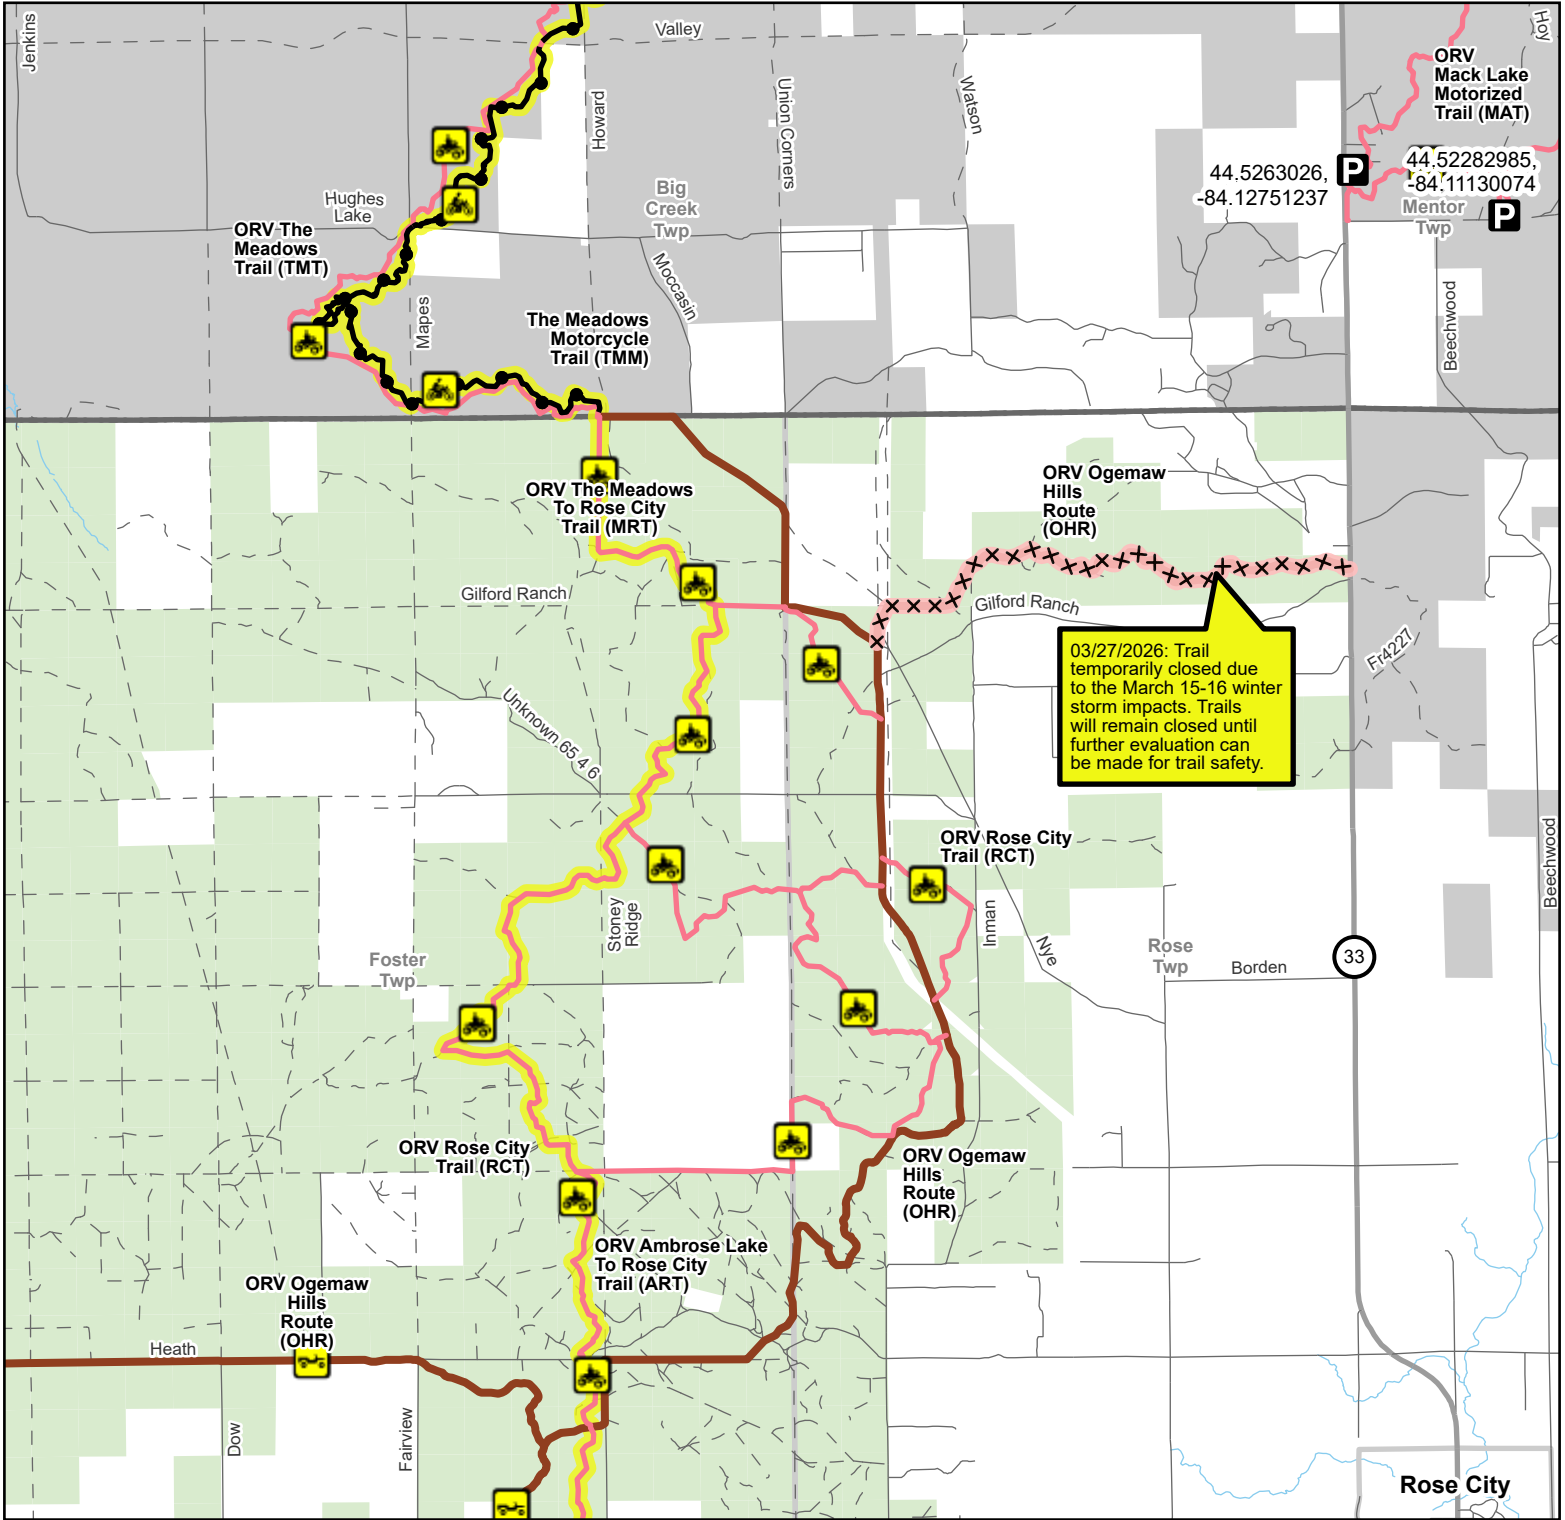 Jenkins
Valley
Howard
Union Corners
Watson
Hoy
ORV
Mack Lake
Motorized
Trail (MAT)
44.5263026,
-84.12751237
P
44.52282985,
-84.11130074
P
Mentor
Twp
Hughes
Lake
Big
Creek
Twp
ORV The
Meadows
Trail (TMT)
Moccasin
Mapes
The Meadows
Motorcycle
Trail (TMM)
Beechwood
ORV The Meadows
To Rose City
Trail (MRT)
ORV Ogemaw
Hills
Route
(OHR)
Gilford Ranch
Gilford Ranch
Fr4227
03/27/2026: Trail
temporarily closed due
to the March 15-16 winter
storm impacts. Trails
will remain closed until
further evaluation can
be made for trail safety.
Unknown 65 4 6
ORV Rose City
Trail (RCT)
Beechwood
Stoney
Ridge
Inman
Nye
Foster
Twp
Rose
Twp
Borden
33
ORV Rose City
Trail (RCT)
ORV Ogemaw
Hills
Route
(OHR)
ORV Ambrose Lake
To Rose City
Trail (ART)
ORV Ogemaw
Hills
Route
(OHR)
Heath
Dow
Fairview
Rose City